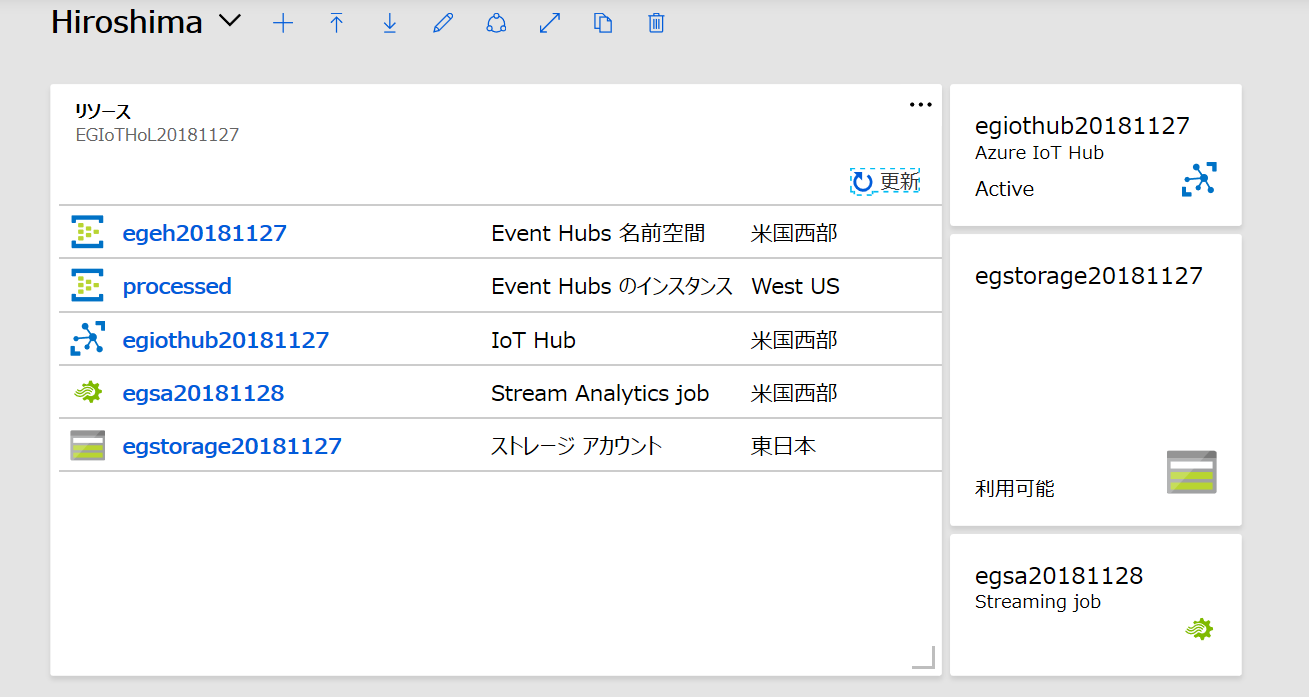 Hiroshima
リソース
EGIoTHoL20181127
更新
egeh20181127 Event Hubs 名前空間 米国西部
processed Event Hubs のインスタンス West US
egiothub20181127 IoT Hub 米国西部
egsa20181128 Stream Analytics job 米国西部
egstorage20181127 ストレージ アカウント 東日本
egiothub20181127
Azure IoT Hub
Active
egstorage20181127
利用可能
egsa20181128
Streaming job